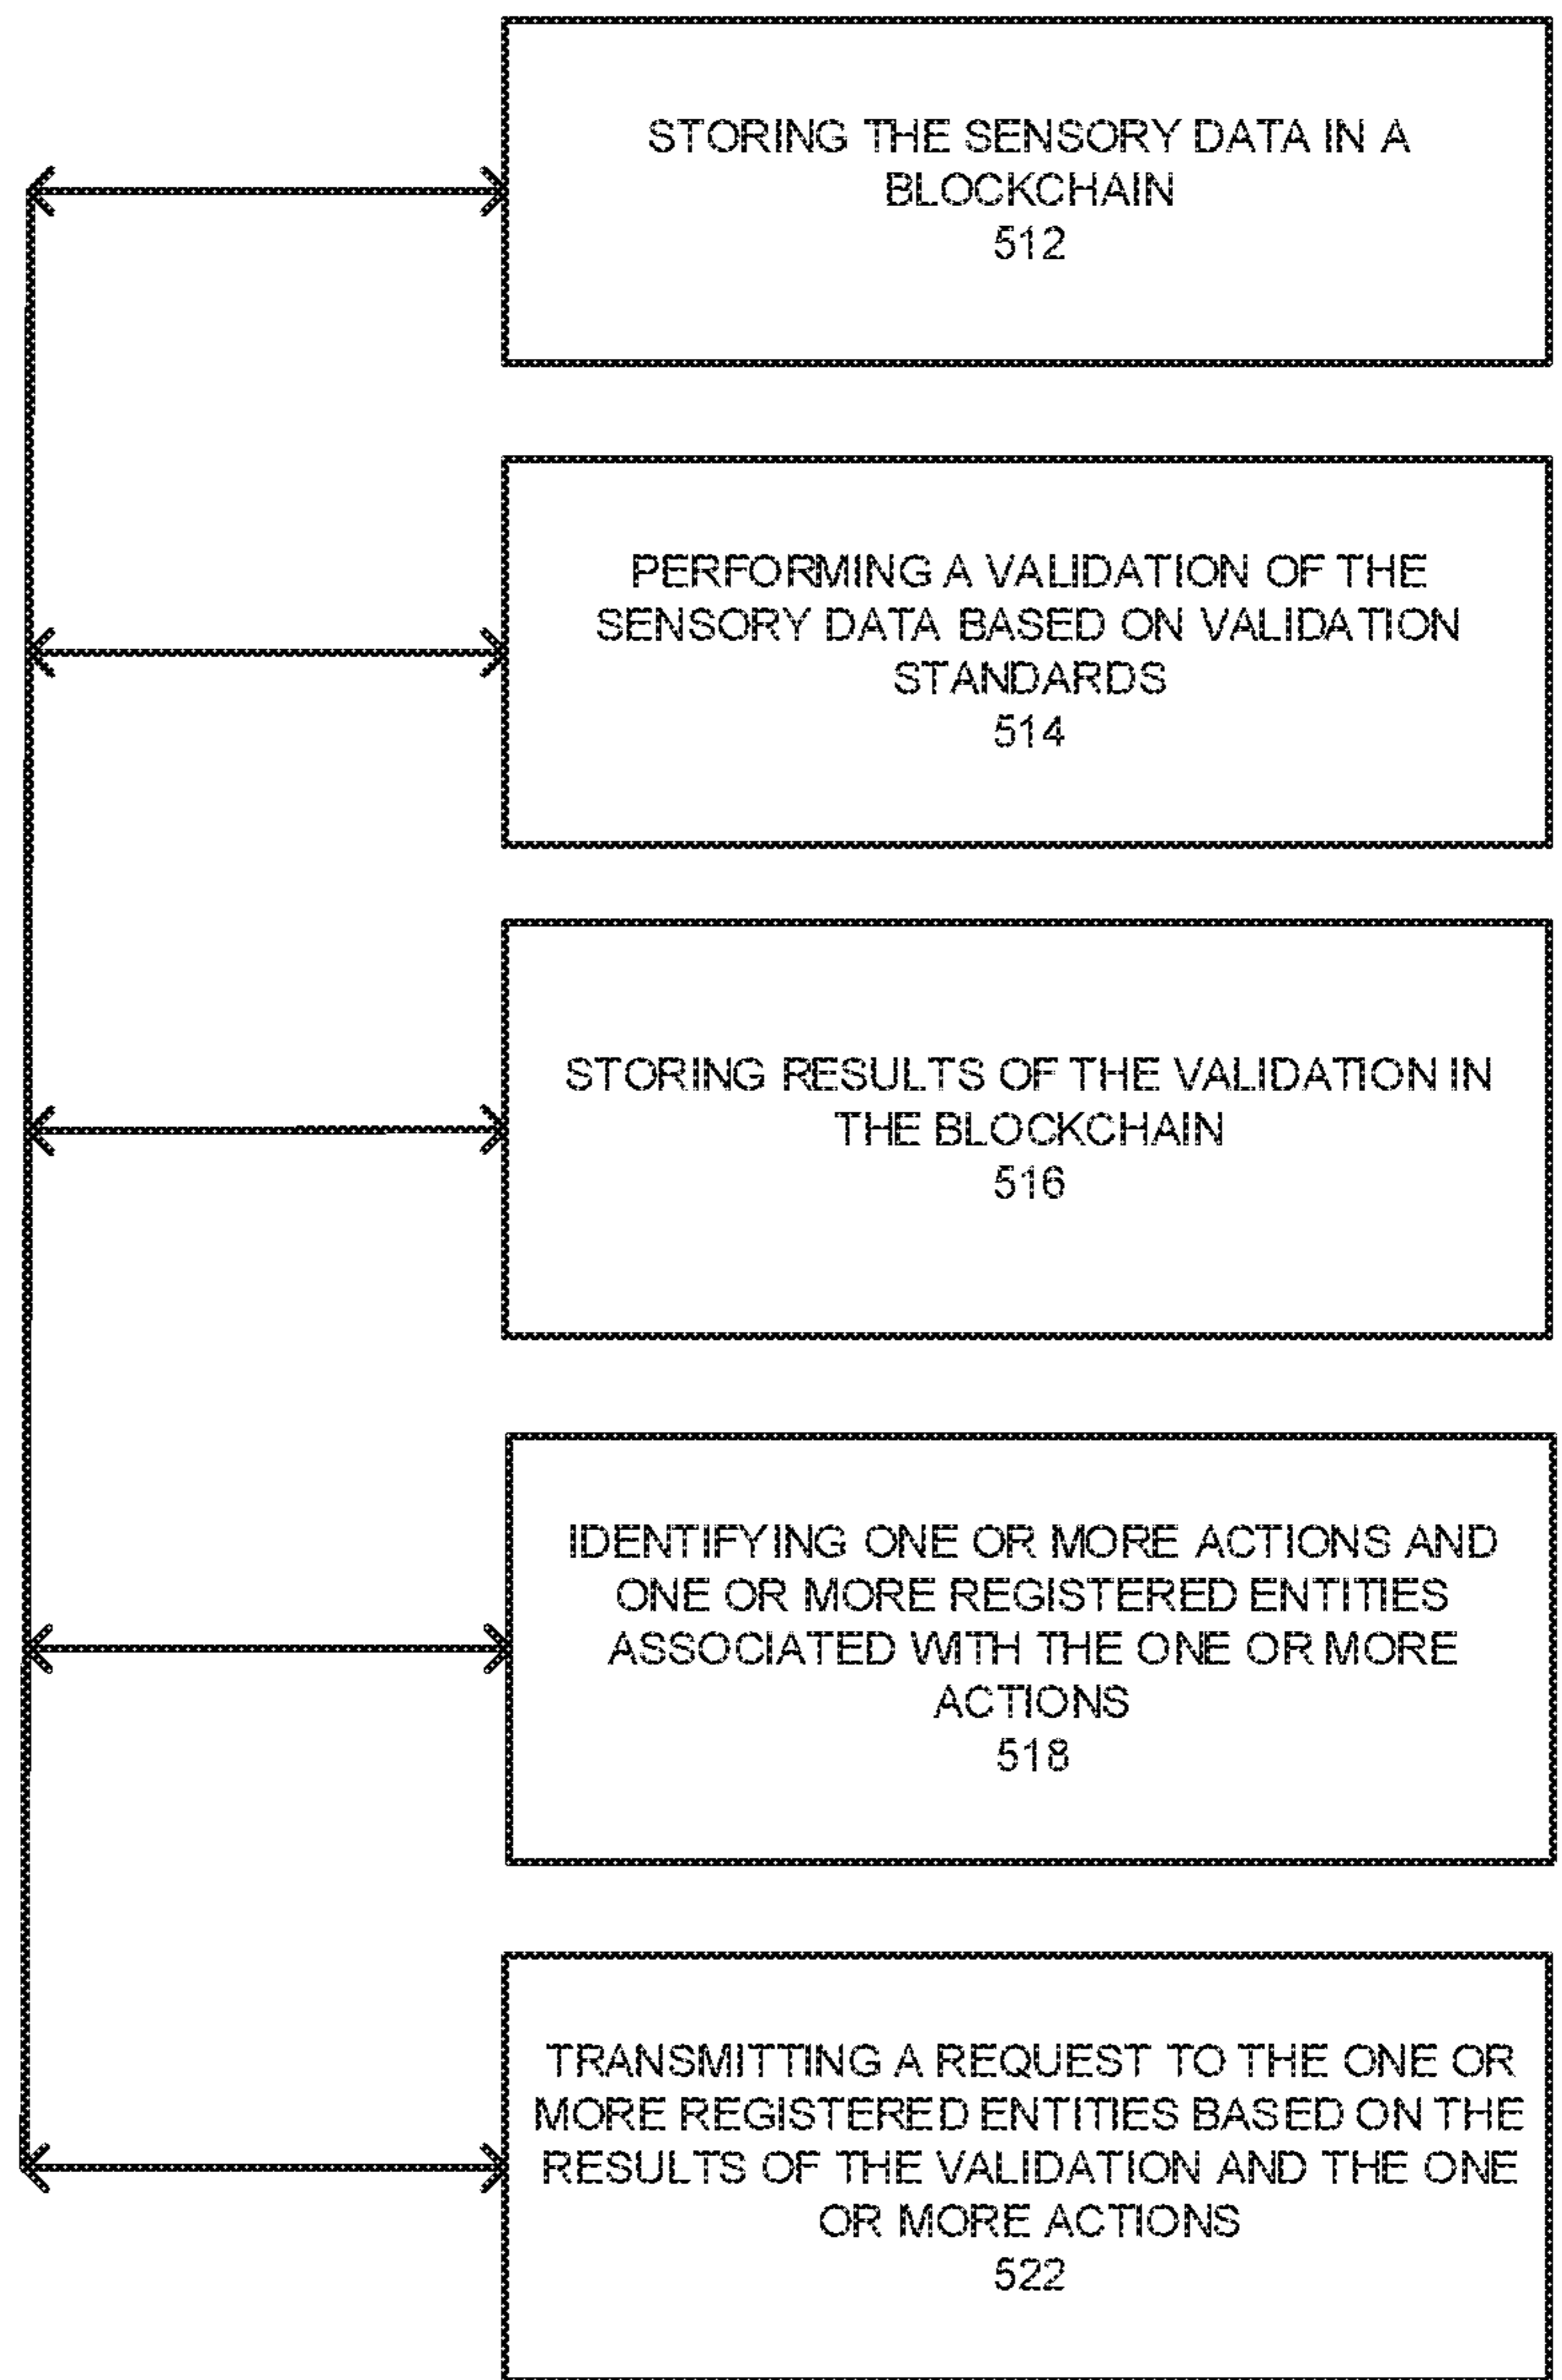 STORING THE SENSORY DATA IN A
BLOCKCHAIN
512
PERFORMING A VALIDATION OF THE
SENSORY DATA BASED ON VALIDATION
STANDARDS
514
STORING RESULTS OF THE VALIDATION IN
THE BLOCKCHAIN
516
IDENTIFYING ONE OR MORE ACTIONS AND
ONE OR MORE REGISTERED ENTITIES
ASSOCIATED WITH THE ONE OR MORE
ACTIONS
518
TRANSMITTING A REQUEST TO THE ONE OR
MORE REGISTERED ENTITIES BASED ON THE
RESULTS OF THE VALIDATION AND THE ONE
OR MORE ACTIONS
522